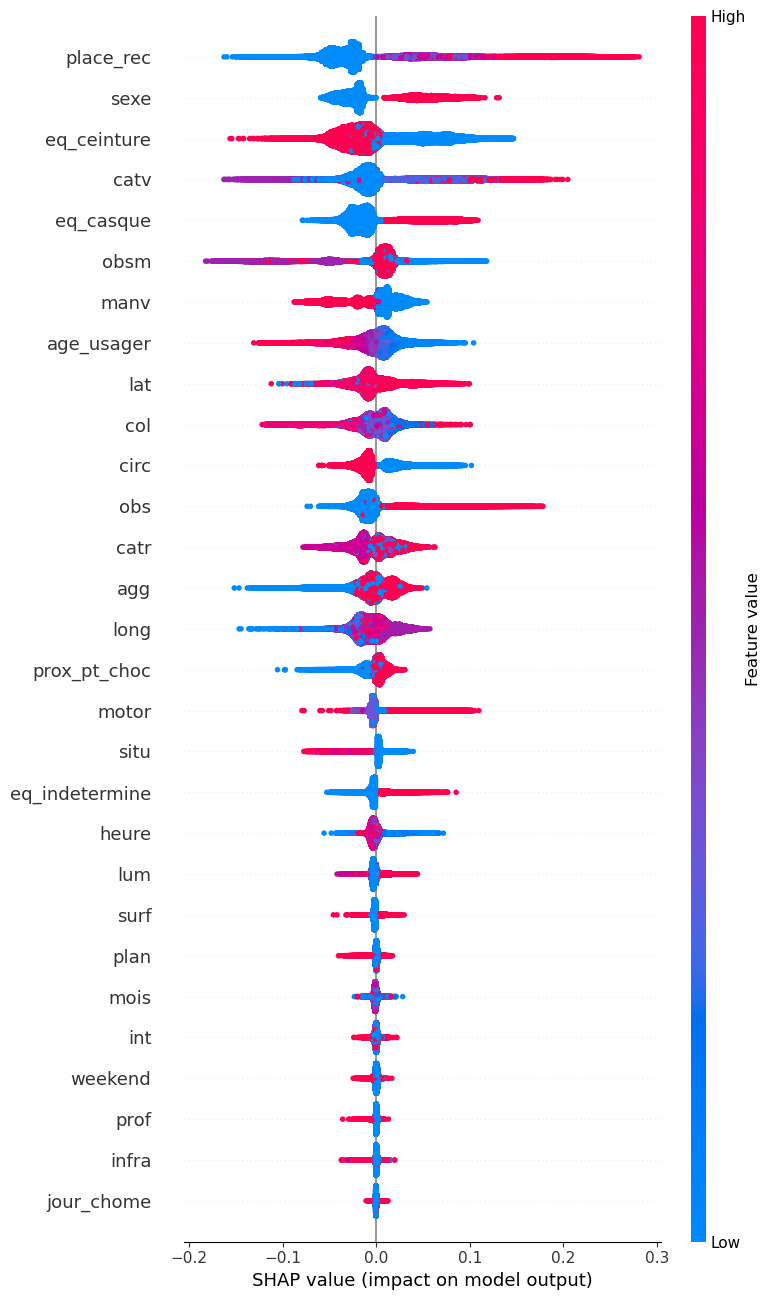 High
place_rec
sexe
eq_ceinture
catv
eq_casque
obsm
manv
age_usager
lat
col
circ
obs
catr
agg
long
prox_pt_choc
motor
situ
eq_indetermine
heure
lum
surf
plan
mois
int
weekend
prof
infra
jour_chome
Feature value
Low
−0.2 −0.1 0.0 0.1 0.2 0.3
SHAP value (impact on model output)